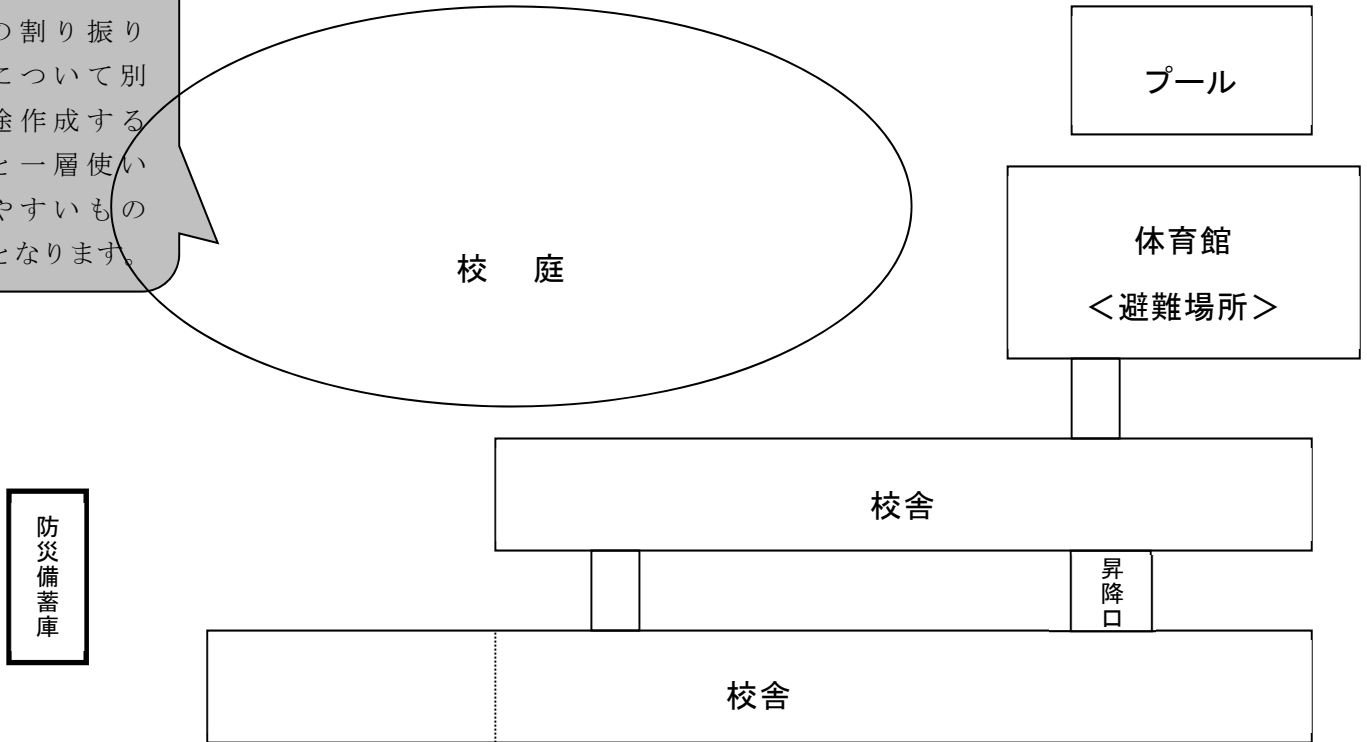 の割り振り
について別
途作成する
と一層使い
やすいもの
となります。
プール
体育館
＜避難場所＞
校　庭
校舎
防災備蓄庫
昇降口
校舎